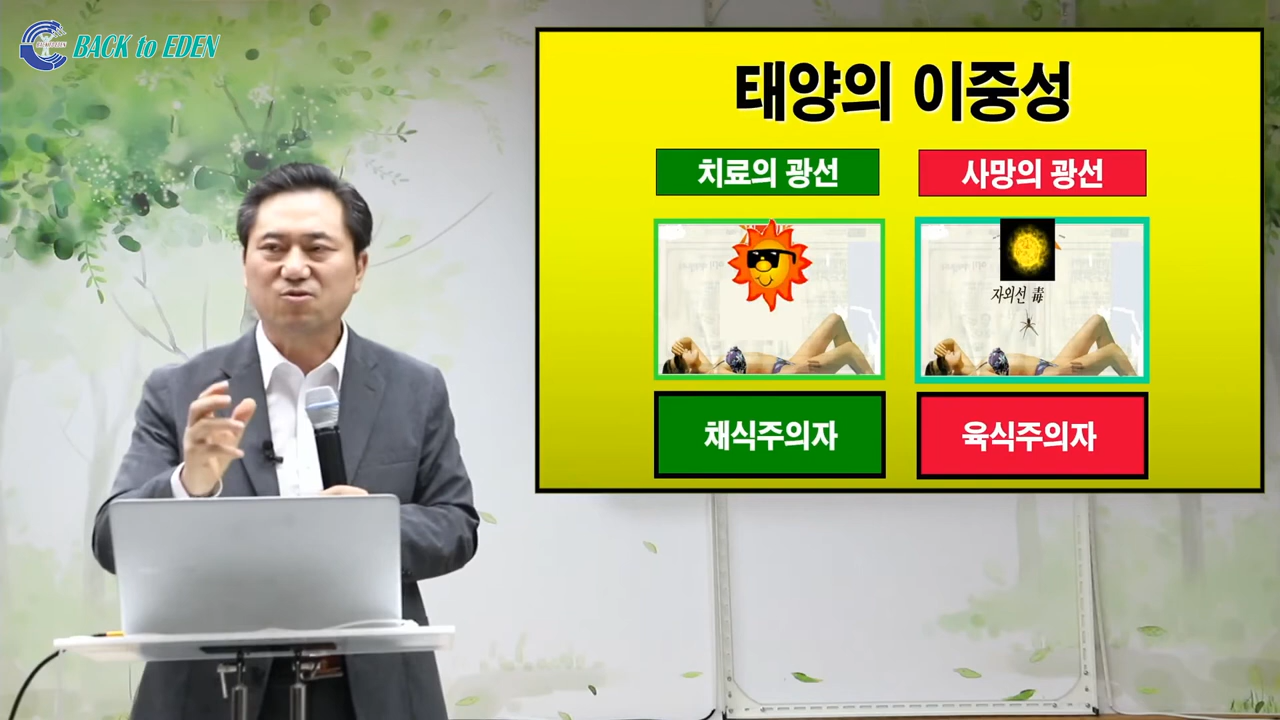 BACK to EDEN
태양의 이중성
치료의 광선
사망의 광선
자외선 毒
채식주의자
육식주의자